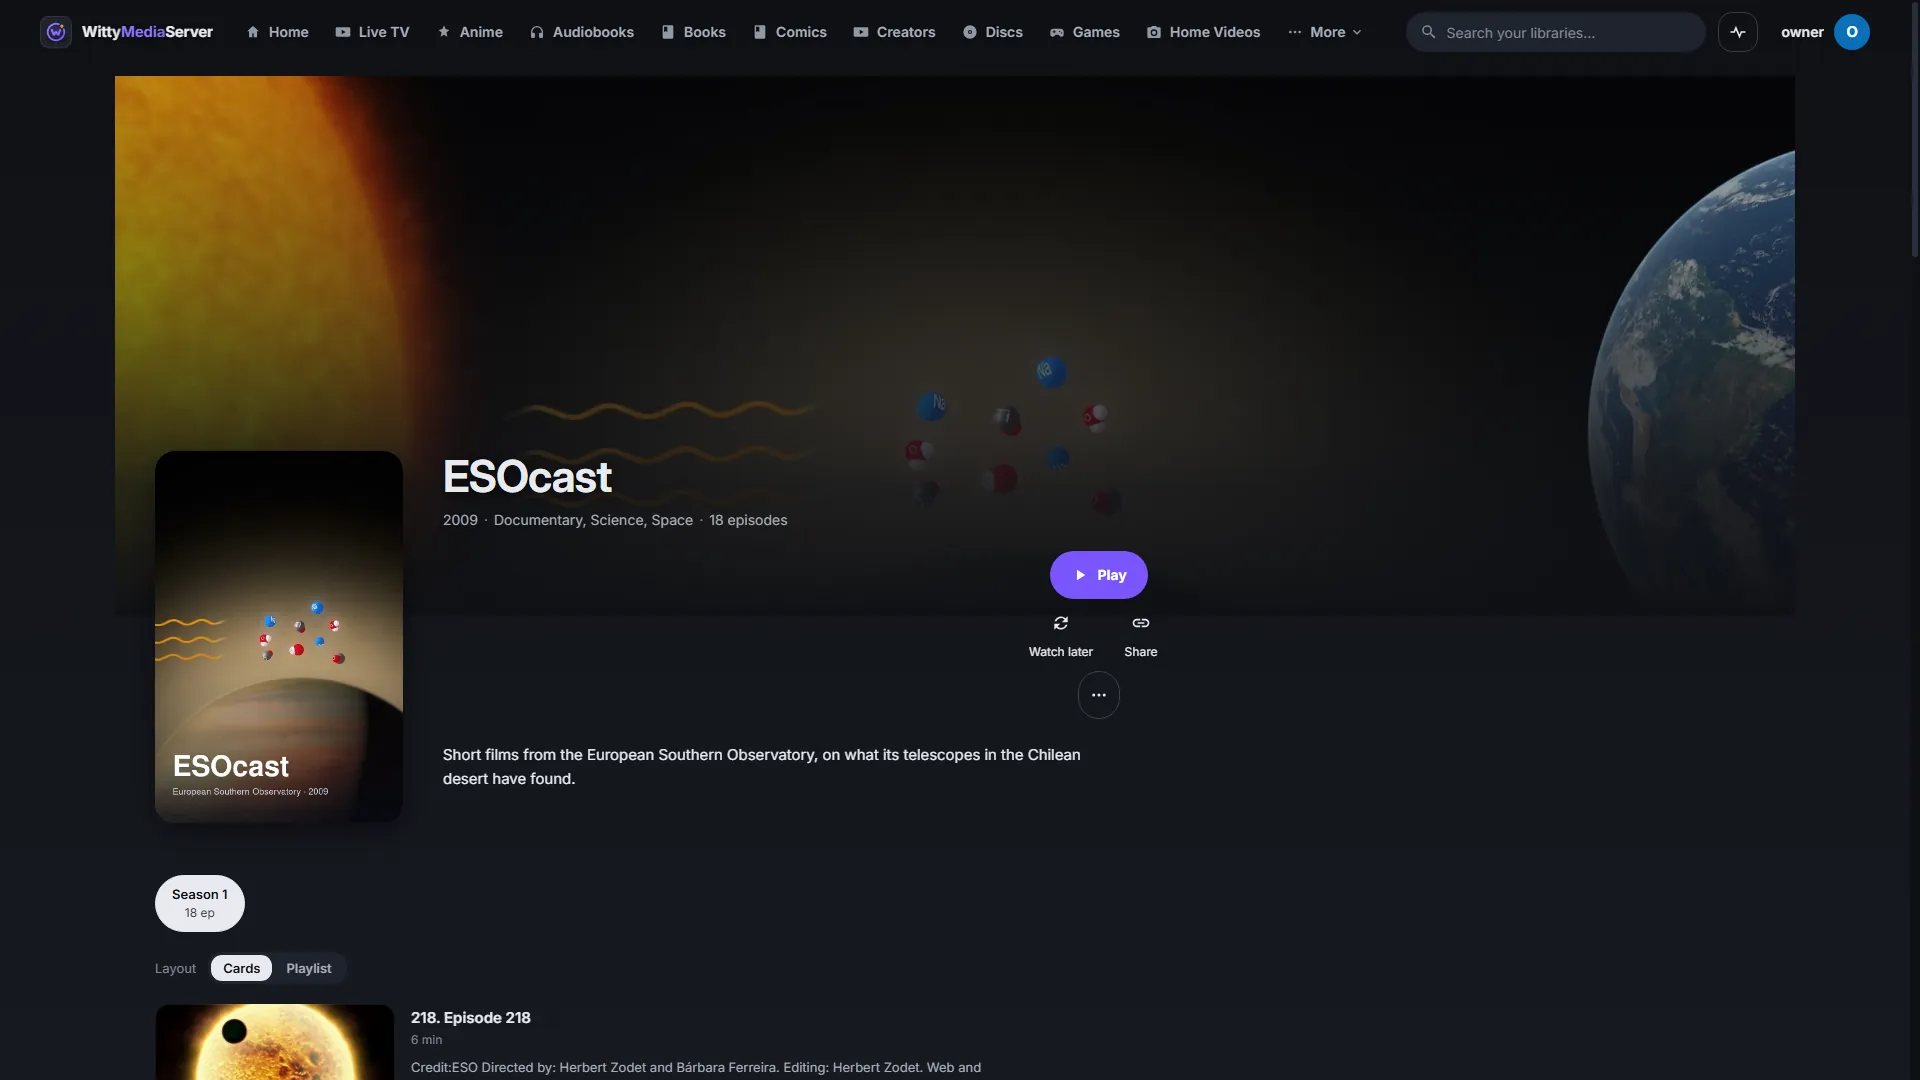 WittyMediaServer
Home
Live TV
Anime
Audiobooks
Books
Comics
Creators
Discs
Games
Home Videos
More
Search your libraries...
owner
O
Na
Na
Ti
ESOcast
2009 · Documentary, Science, Space · 18 episodes
Play
Watch later
Share
Short films from the European Southern Observatory, on what its telescopes in the Chilean
desert have found.
ESOcast
European Southern Observatory · 2009
Season 1
18 ep
Layout
Cards
Playlist
218. Episode 218
6 min
Credit:ESO Directed by: Herbert Zodet and Bárbara Ferreira. Editing: Herbert Zodet. Web and